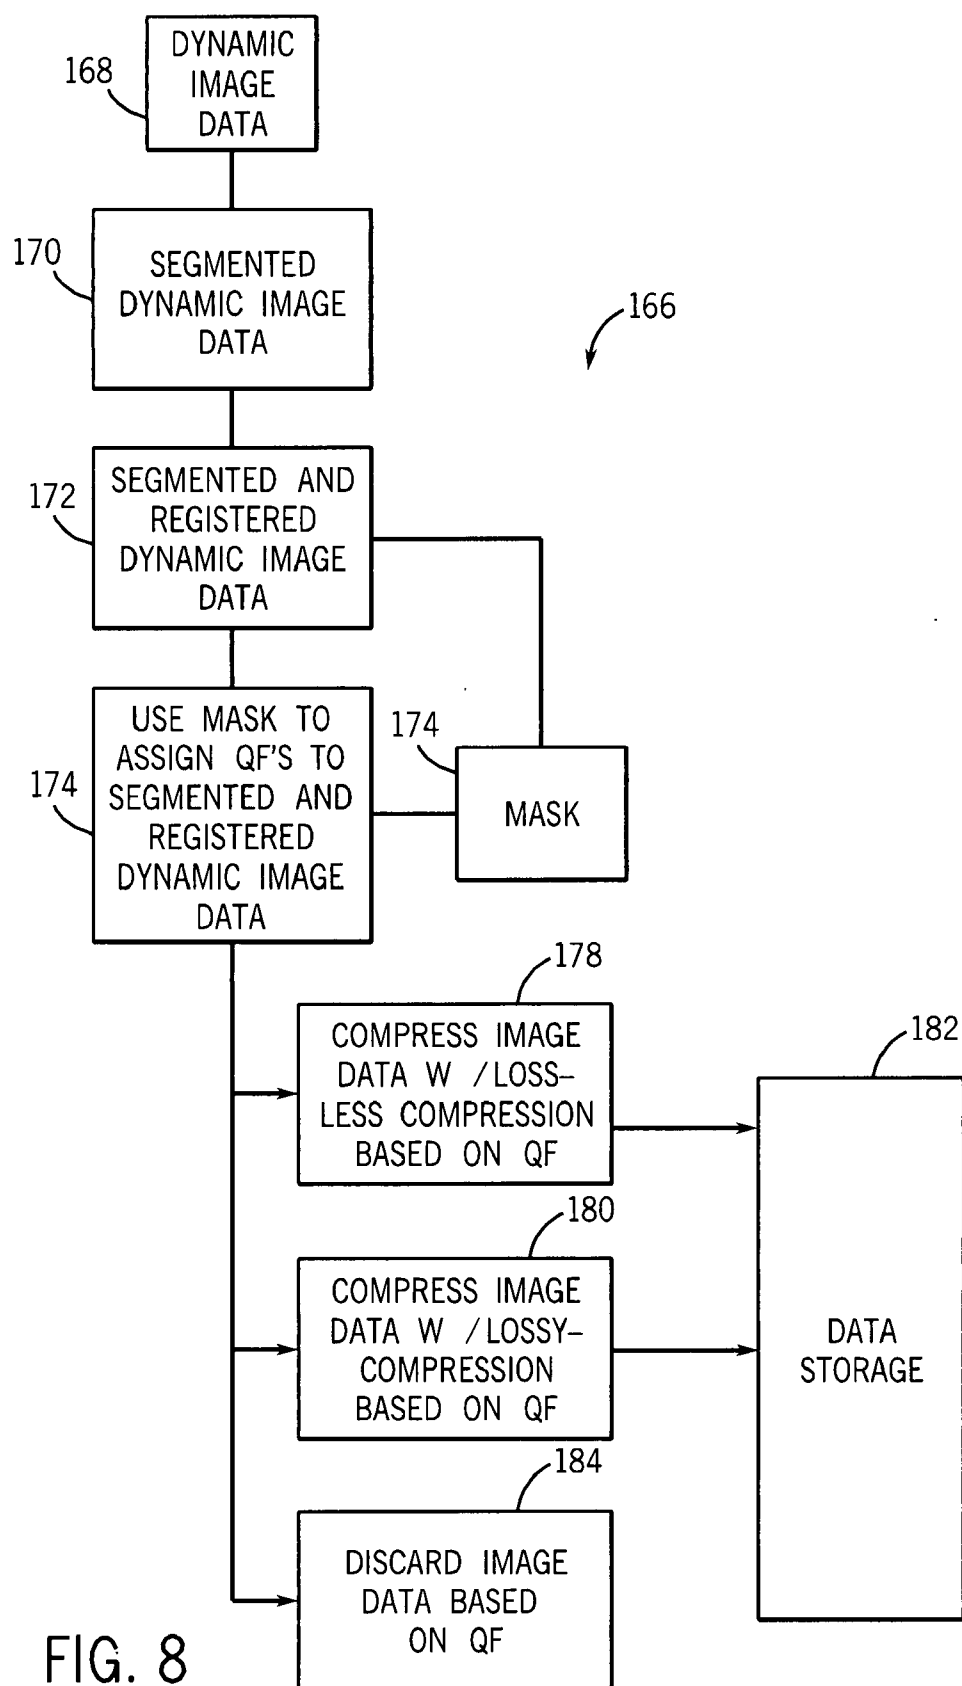 DYNAMIC
IMAGE
DATA
168
SEGMENTED
DYNAMIC IMAGE
DATA
170
166
SEGMENTED AND
REGISTERED
DYNAMIC IMAGE
DATA
172
USE MASK TO
ASSIGN QF'S TO
SEGMENTED AND
REGISTERED
DYNAMIC IMAGE
DATA
174
174
MASK
178
COMPRESS IMAGE
DATA W /LOSS-
LESS COMPRESSION
BASED ON QF
182
180
COMPRESS IMAGE
DATA W /LOSSY-
COMPRESSION
BASED ON QF
DATA
STORAGE
184
DISCARD IMAGE
DATA BASED
ON QF
FIG. 8